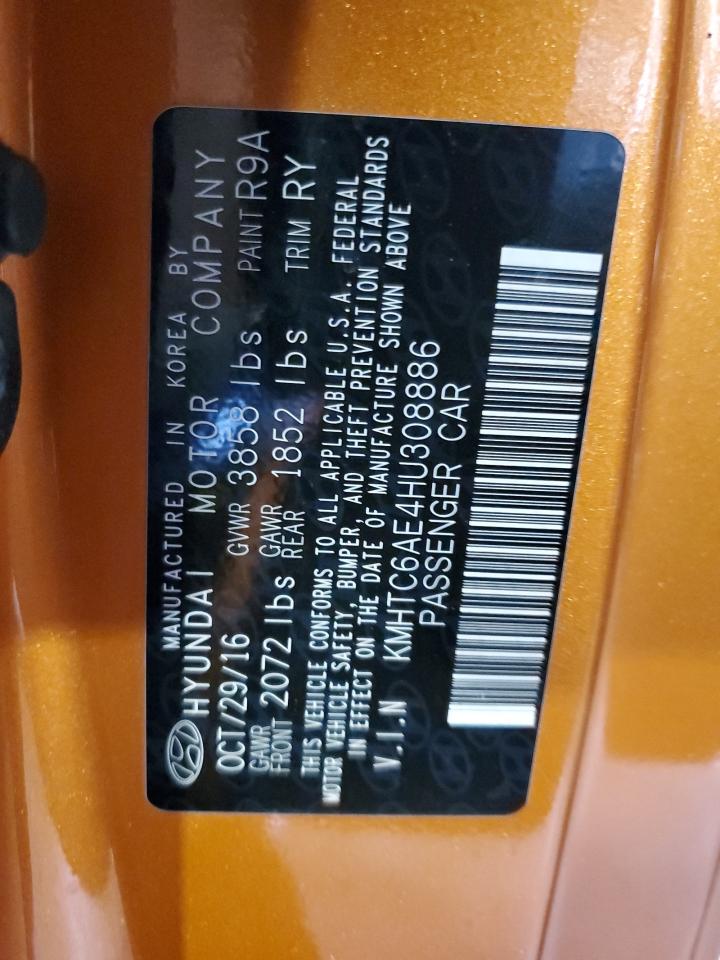 MANUFACTURED IN KOREA BY
HYUNDAI MOTOR COMPANY
OCT/29/16 GVWR 3858 lbs PAINT R9A
GAWR FRONT 2072 lbs GAWR REAR 1852 lbs TRIM RY
THIS VEHICLE CONFORMS TO ALL APPLICABLE U.S.A. FEDERAL
MOTOR VEHICLE SAFETY, BUMPER, AND THEFT PREVENTION STANDARDS
IN EFFECT ON THE DATE OF MANUFACTURE SHOWN ABOVE
V.I.N KMHTC6AE4HU308886
PASSENGER CAR